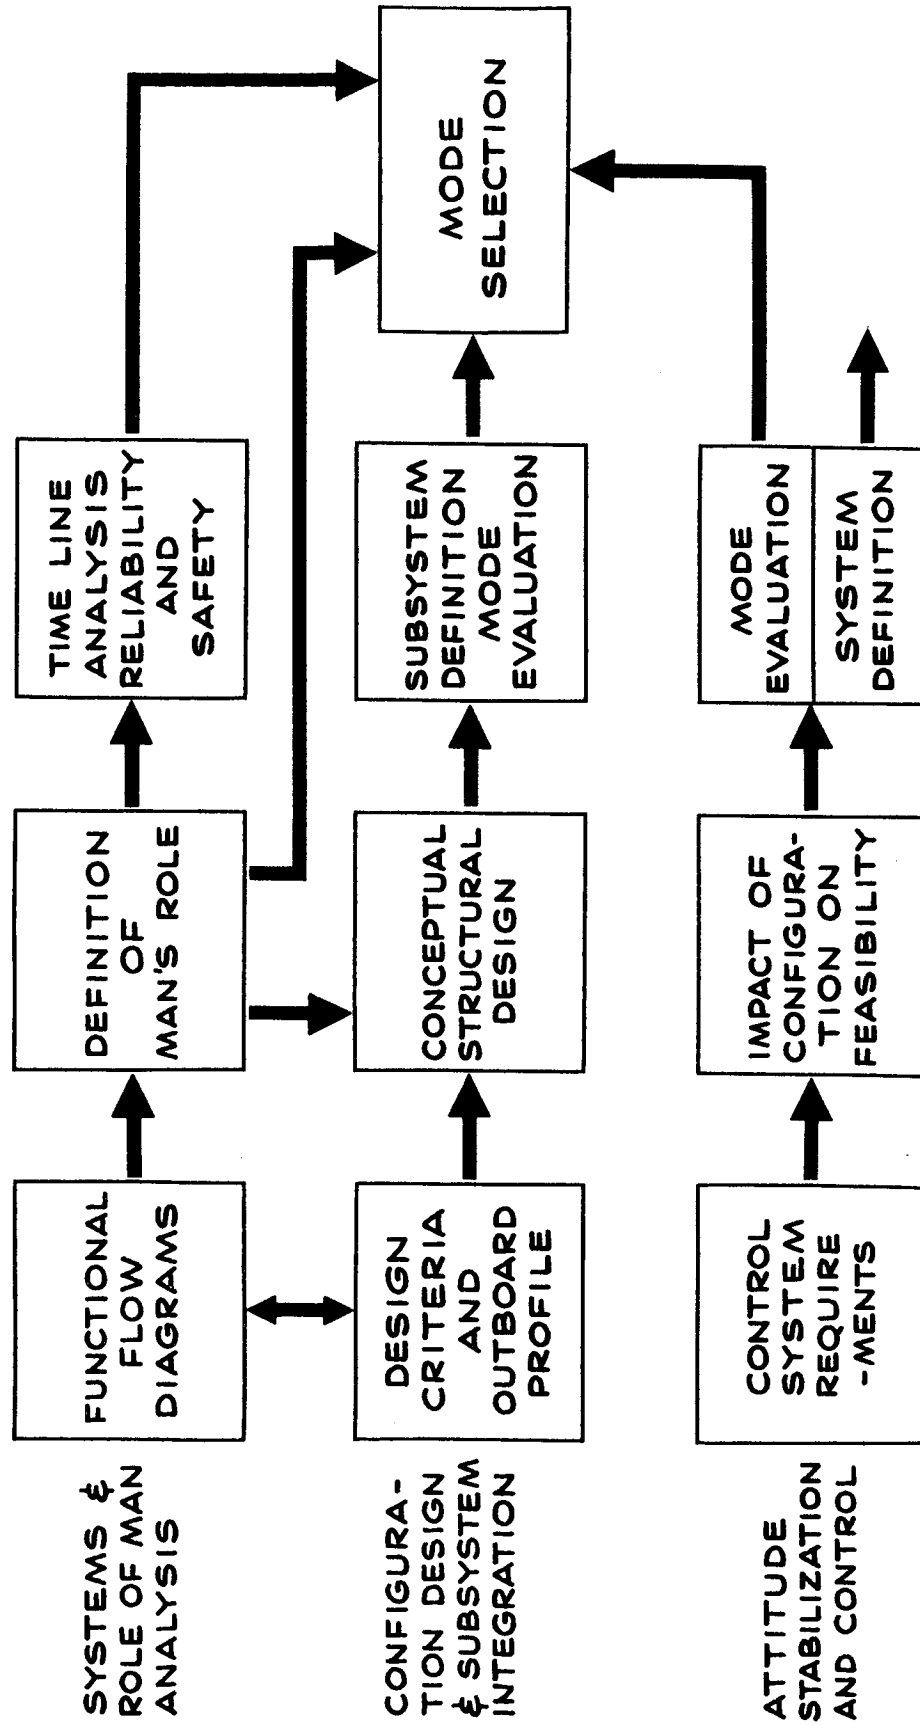 SYSTEMS &
ROLE OF MAN
ANALYSIS
FUNCTIONAL
FLOW
DIAGRAMS
DEFINITION
OF
MAN'S ROLE
TIME LINE
ANALYSIS
RELIABILITY
AND
SAFETY
CONFIGURA-
TION DESIGN
& SUBSYSTEM
INTEGRATION
DESIGN
CRITERIA
AND
OUTBOARD
PROFILE
CONCEPTUAL
STRUCTURAL
DESIGN
SUBSYSTEM
DEFINITION
MODE
EVALUATION
MODE
SELECTION
ATTITUDE
STABILIZATION
AND CONTROL
CONTROL
SYSTEM
REQUIRE
-MENTS
IMPACT OF
CONFIGURA-
TION ON
FEASIBILITY
MODE
EVALUATION
SYSTEM
DEFINITION